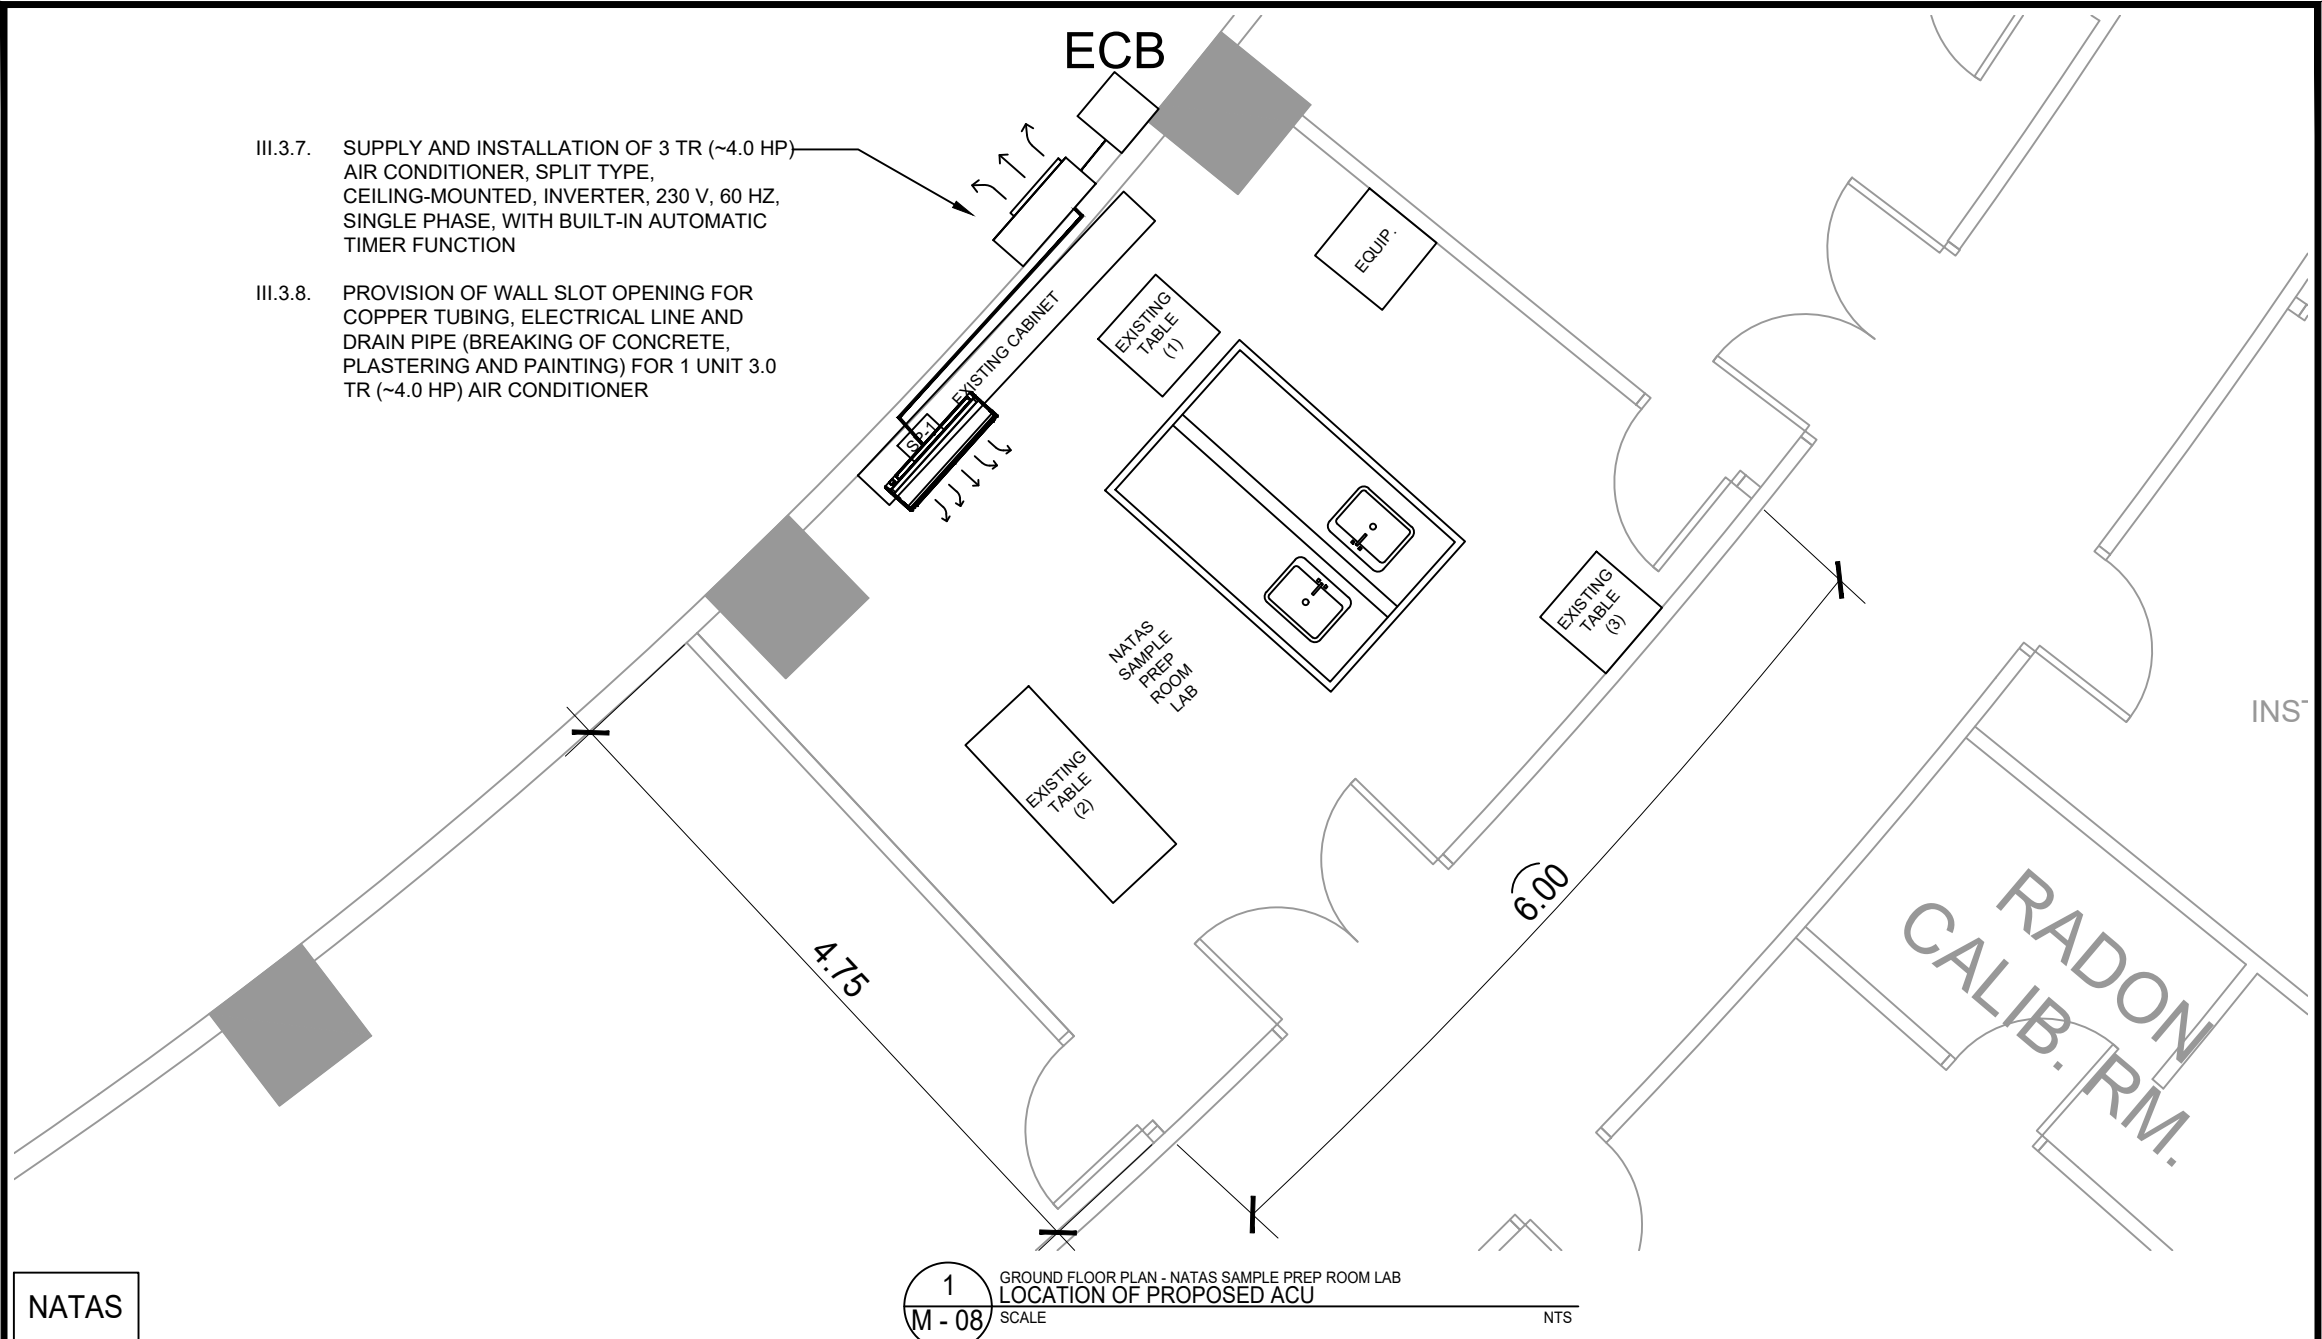 ECB
III.3.7. SUPPLY AND INSTALLATION OF 3 TR (~4.0 HP)
AIR CONDITIONER, SPLIT TYPE,
CEILING-MOUNTED, INVERTER, 230 V, 60 HZ,
SINGLE PHASE, WITH BUILT-IN AUTOMATIC
TIMER FUNCTION
III.3.8. PROVISION OF WALL SLOT OPENING FOR
COPPER TUBING, ELECTRICAL LINE AND
DRAIN PIPE (BREAKING OF CONCRETE,
PLASTERING AND PAINTING) FOR 1 UNIT 3.0
TR (~4.0 HP) AIR CONDITIONER
EQUIP.
EXISTING CABINET
EXISTING
TABLE
(1)
SP-1
EXISTING
TABLE
(3)
NATAS
SAMPLE
PREP
ROOM
LAB
EXISTING
TABLE
(2)
INST
6.00
4.75
RADON
CALIB. RM.
NATAS
1
M - 08
GROUND FLOOR PLAN - NATAS SAMPLE PREP ROOM LAB
LOCATION OF PROPOSED ACU
SCALE NTS